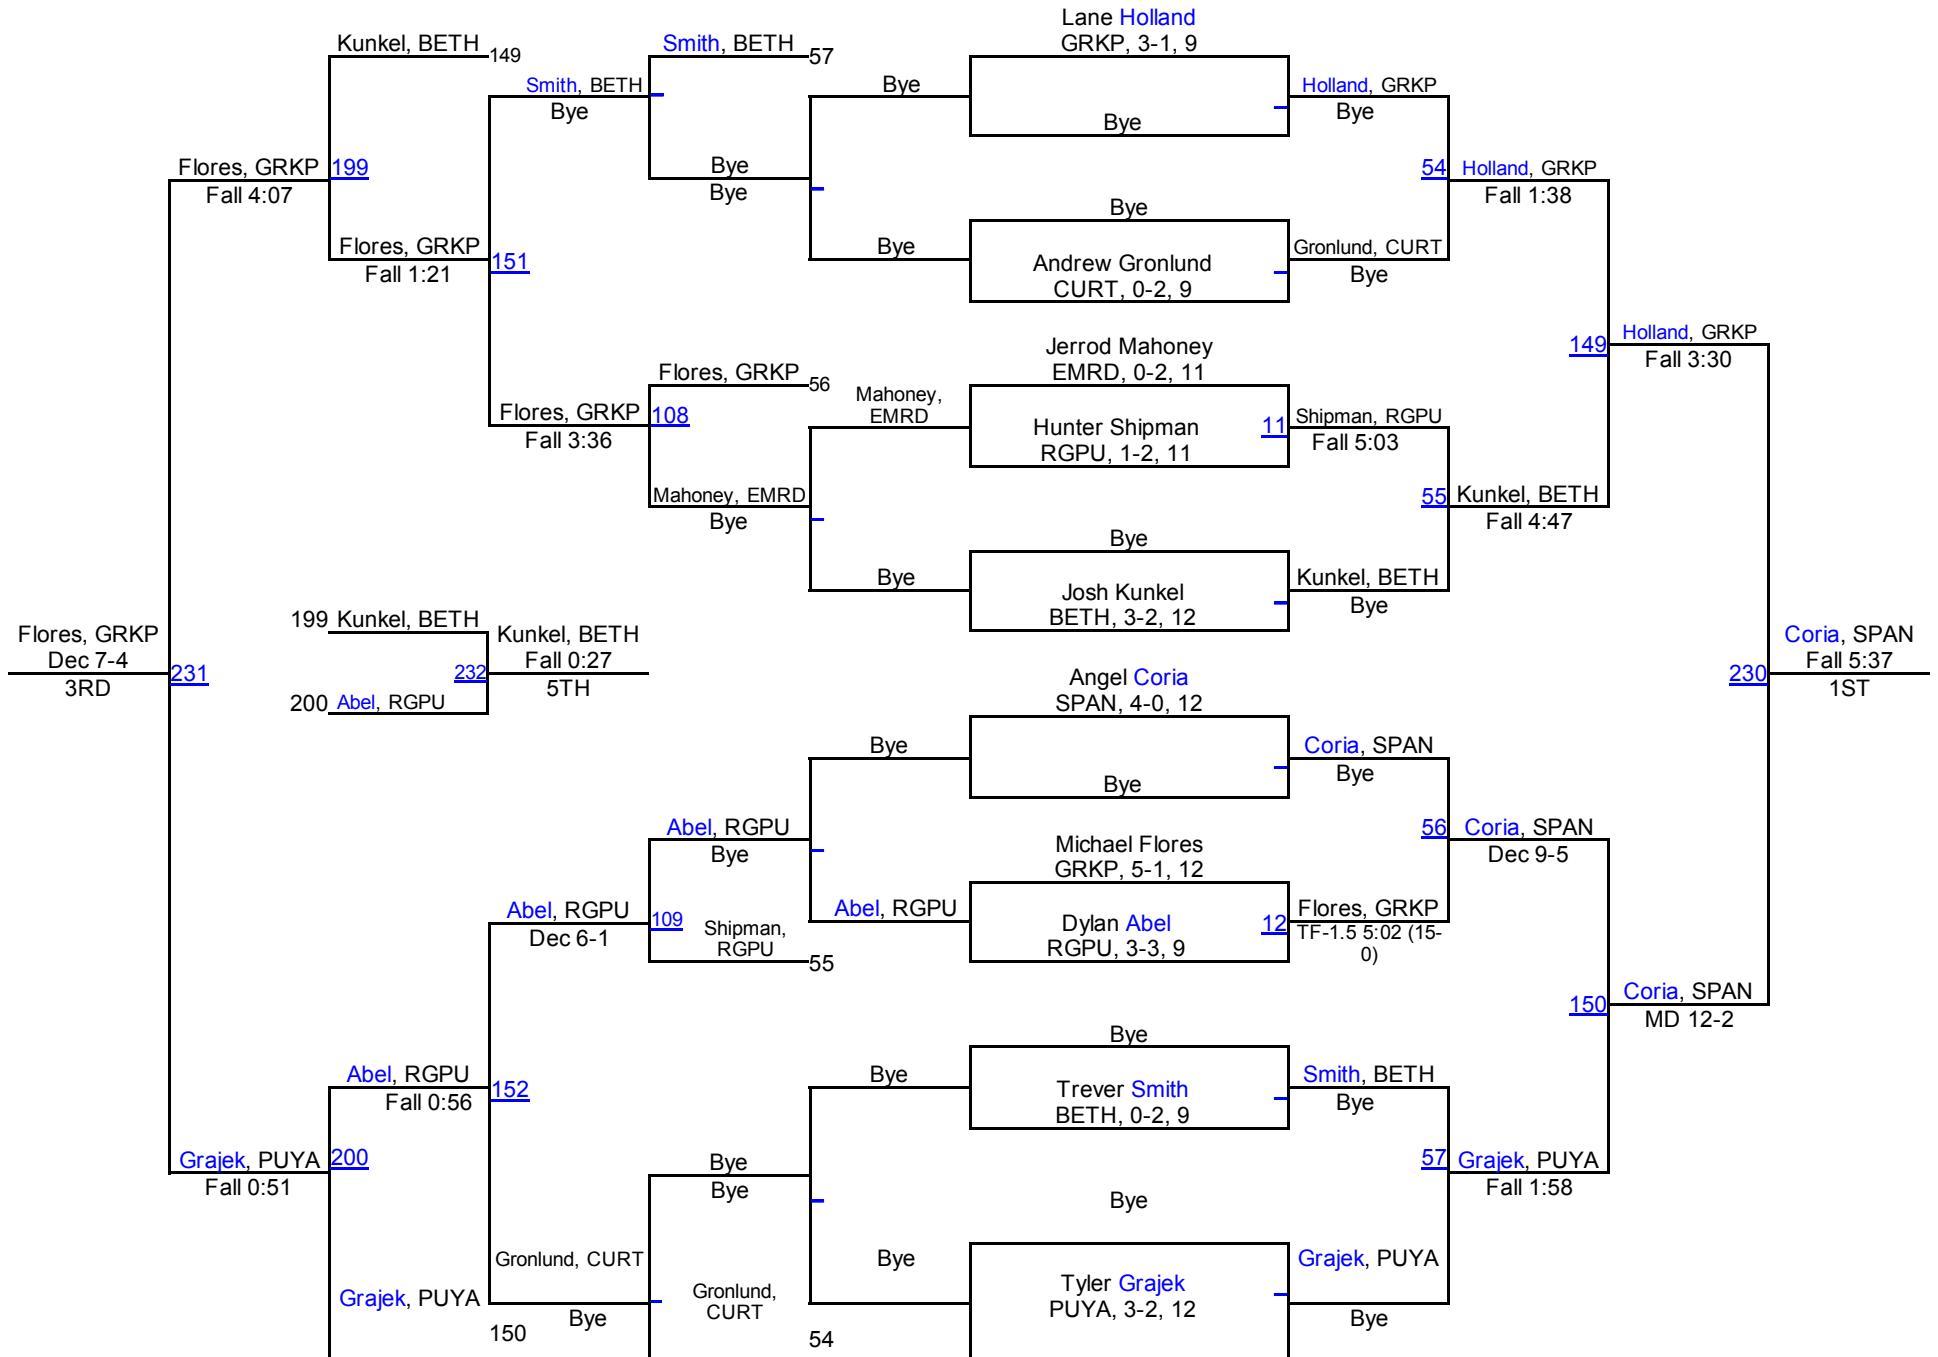 Lane Holland
Kunkel, BETH
149
Smith, BETH
57
GRKP, 3-1, 9
Smith, BETH
Bye
Bye
Holland, GRKP
Bye
Bye
Flores, GRKP
199
Fall 4:07
Bye
Bye
54
Holland, GRKP
Fall 1:38
Bye
Flores, GRKP
Fall 1:21
151
Bye
Andrew Gronlund
CURT, 0-2, 9
Gronlund, CURT
Bye
Jerrod Mahoney
EMRD, 0-2, 11
149
Holland, GRKP
Fall 3:30
Flores, GRKP
56
Flores, GRKP
108
Fall 3:36
Mahoney,
EMRD
Hunter Shipman
RGPU, 1-2, 11
11
Shipman, RGPU
Fall 5:03
Mahoney, EMRD
Bye
55
Kunkel, BETH
Fall 4:47
Bye
Bye
Josh Kunkel
BETH, 3-2, 12
Kunkel, BETH
Bye
Flores, GRKP
Dec 7-4
3RD
231
199
Kunkel, BETH
232
Kunkel, BETH
Fall 0:27
5TH
200
Abel, RGPU
Angel Coria
SPAN, 4-0, 12
230
Coria, SPAN
Fall 5:37
1ST
Bye
Bye
Coria, SPAN
Bye
Abel, RGPU
Bye
Michael Flores
GRKP, 5-1, 12
56
Coria, SPAN
Dec 9-5
Abel, RGPU
Dec 6-1
109
Shipman,
RGPU
55
Abel, RGPU
Dylan Abel
RGPU, 3-3, 9
12
Flores, GRKP
TF-1.5 5:02 (15-
0)
150
Coria, SPAN
MD 12-2
Bye
Abel, RGPU
Fall 0:56
152
Bye
Trever Smith
BETH, 0-2, 9
Smith, BETH
Bye
Grajek, PUYA
200
Fall 0:51
Bye
Bye
Bye
57
Grajek, PUYA
Fall 1:58
Gronlund, CURT
Bye
Grajek, PUYA
150
Bye
Gronlund,
CURT
54
Tyler Grajek
PUYA, 3-2, 12
Grajek, PUYA
Bye